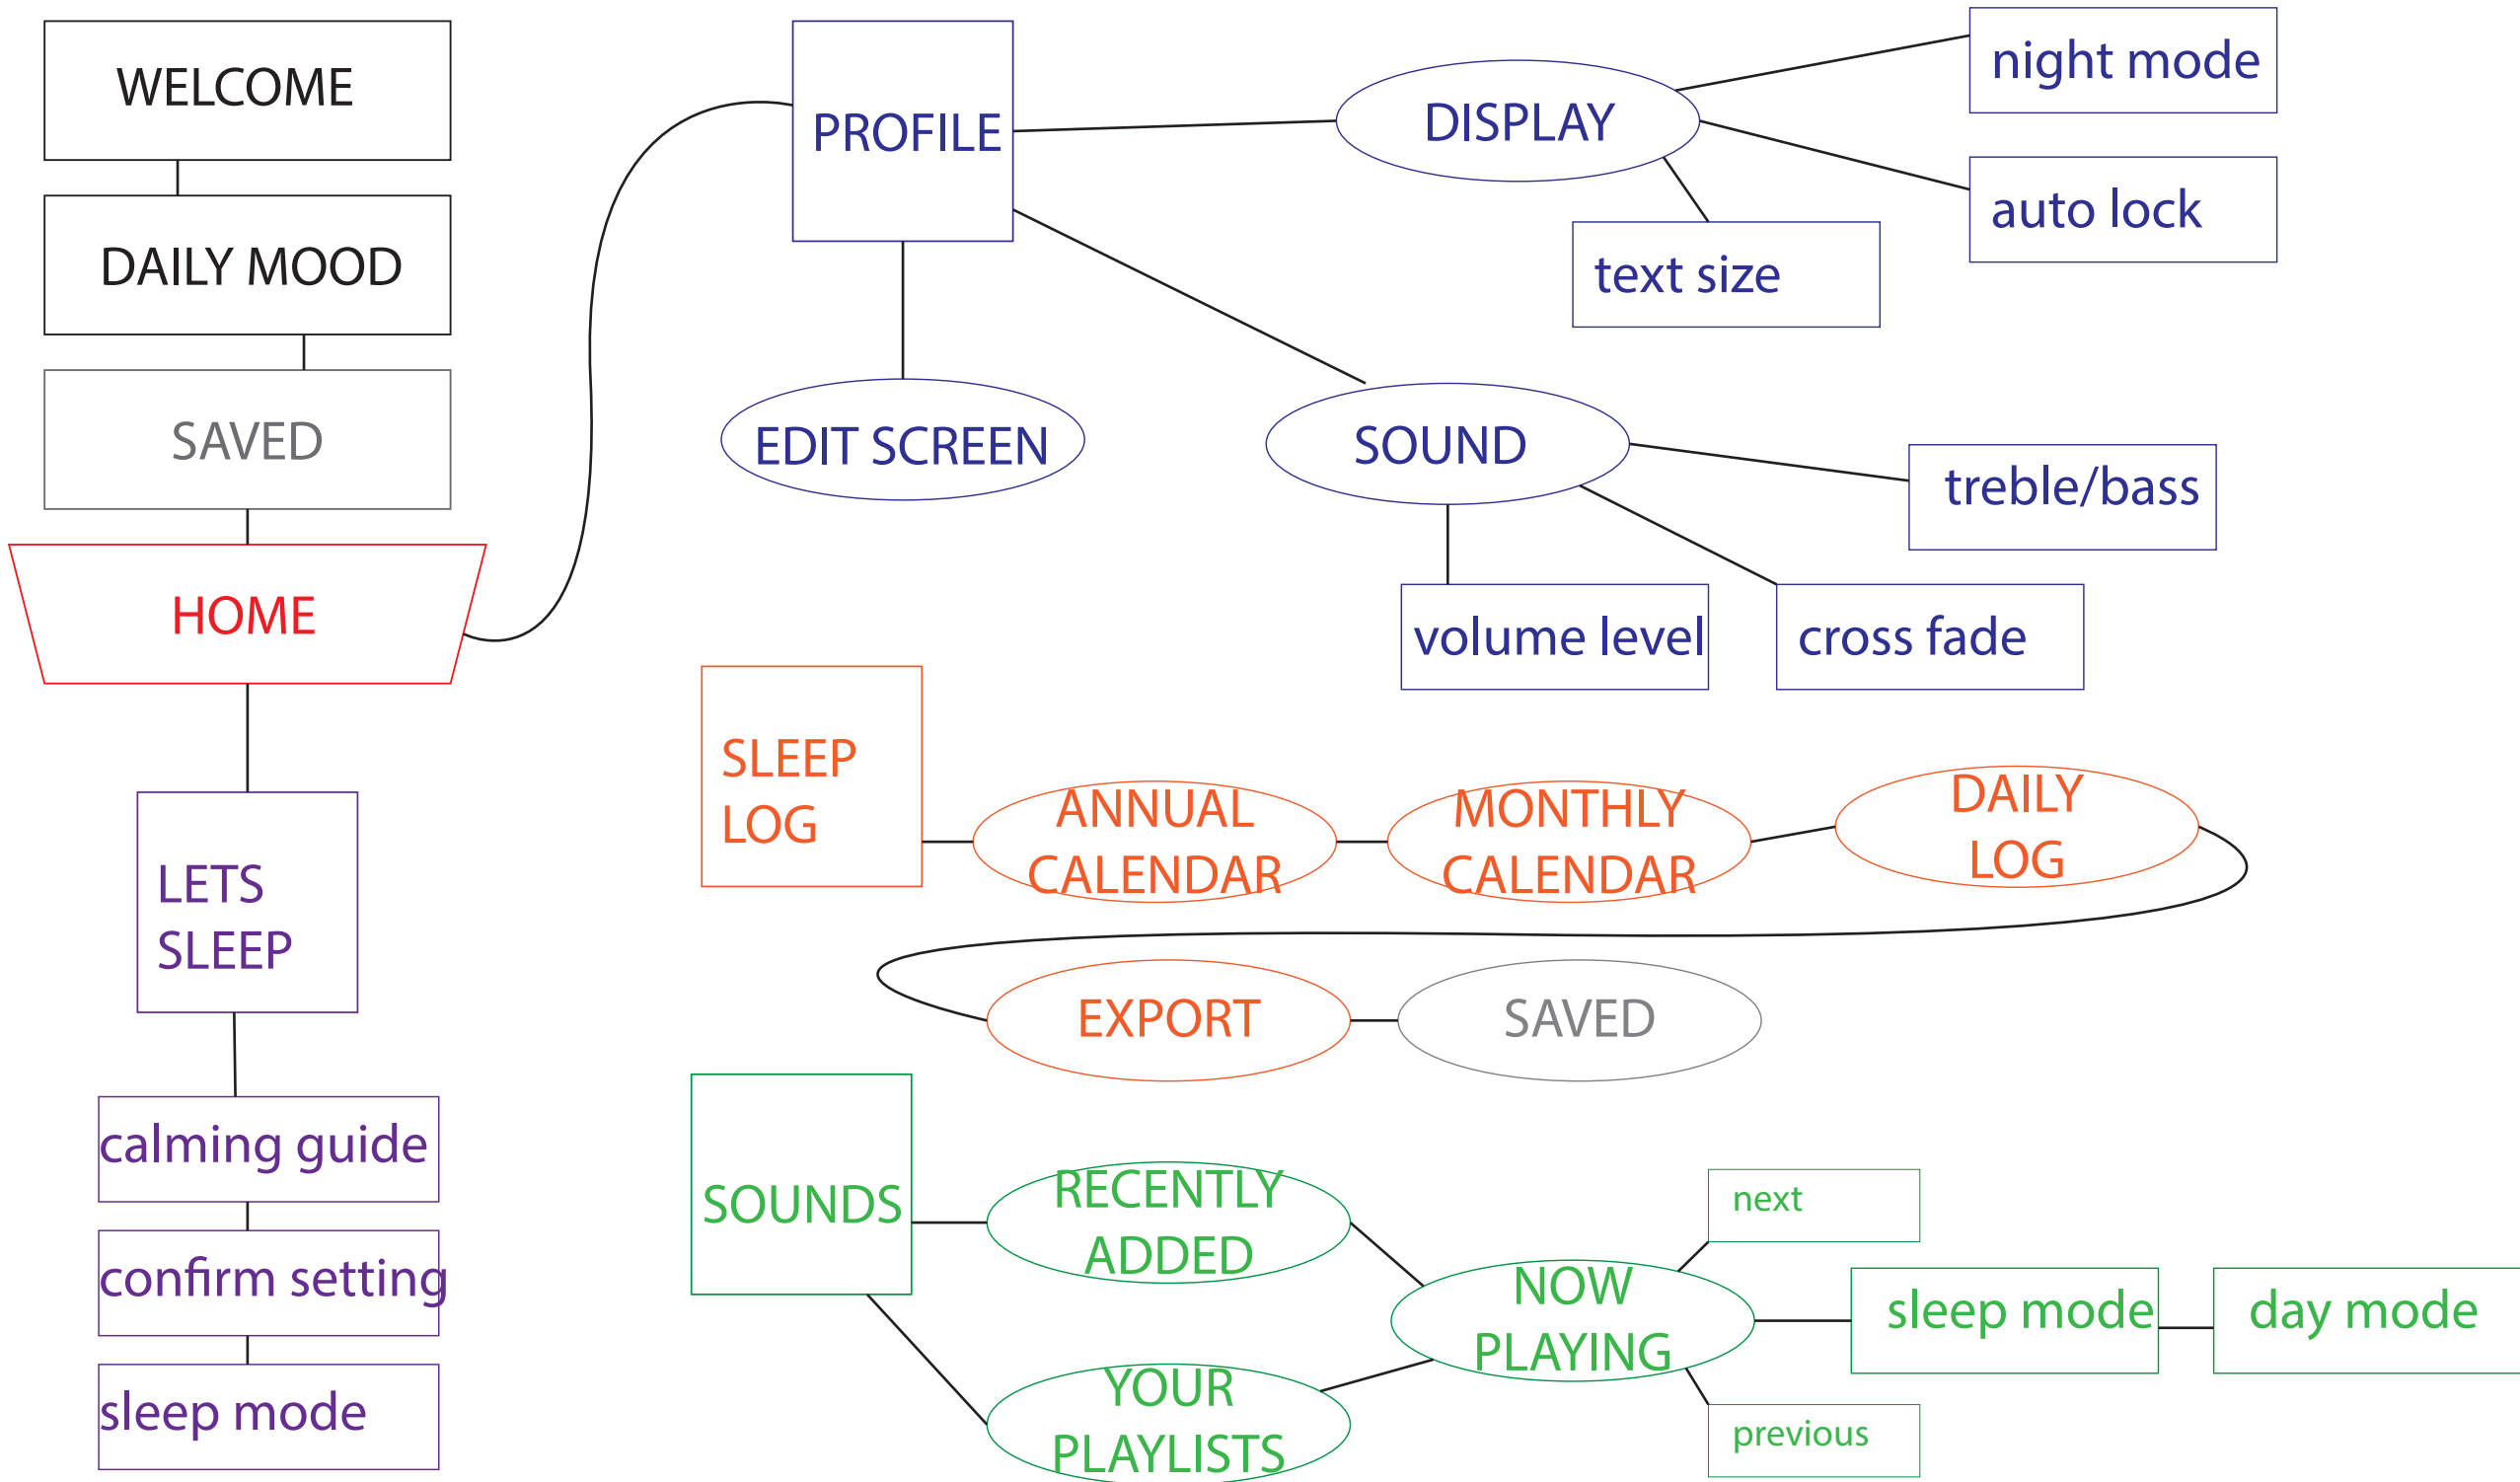 WELCOME
DAILY MOOD
SAVED
HOME
LETS
SLEEP
calming guide
confirm setting
sleep mode
PROFILE
DISPLAY
night mode
auto lock
text size
EDIT SCREEN
SOUND
treble/bass
volume level
cross fade
SLEEP
LOG
ANNUAL
CALENDAR
MONTHLY
CALENDAR
DAILY
LOG
EXPORT
SAVED
SOUNDS
RECENTLY
ADDED
YOUR
PLAYLISTS
NOW
PLAYING
next
sleep mode
day mode
previous